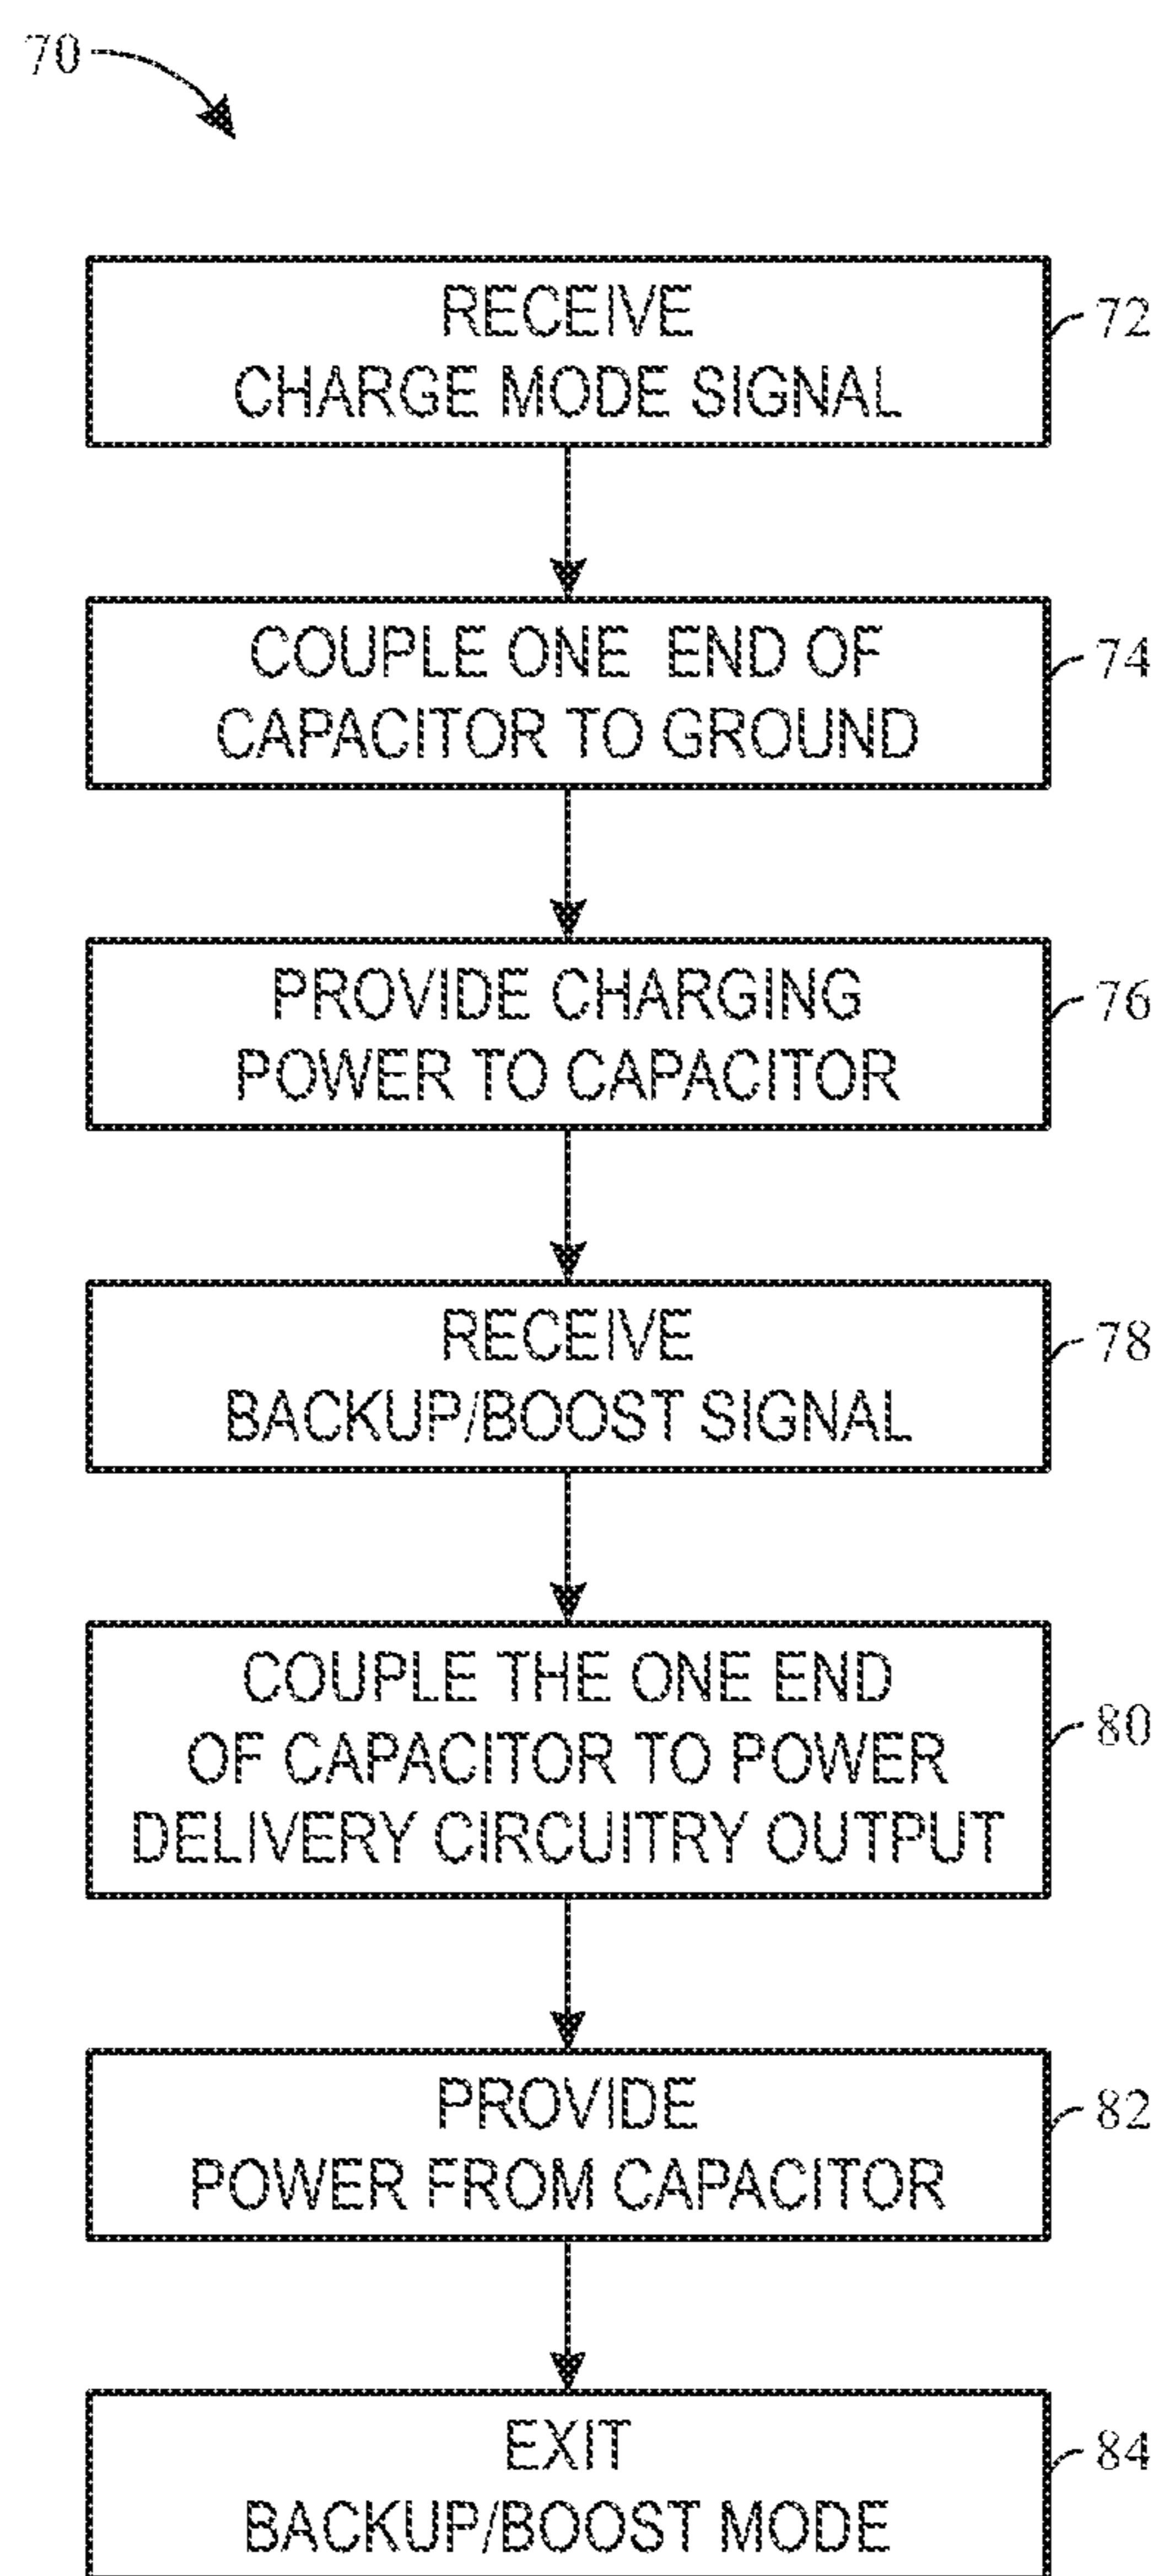 70
RECEIVE
CHARGE MODE SIGNAL
72
COUPLE ONE END OF
CAPACITOR TO GROUND
74
PROVIDE CHARGING
POWER TO CAPACITOR
76
RECEIVE
BACKUP/BOOST SIGNAL
78
COUPLE THE ONE END
OF CAPACITOR TO POWER
DELIVERY CIRCUITRY OUTPUT
80
PROVIDE
POWER FROM CAPACITOR
82
EXIT
BACKUP/BOOST MODE
84